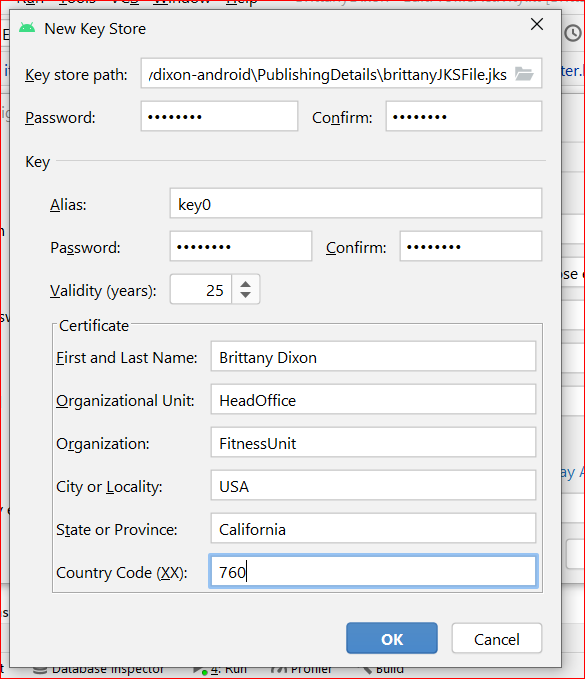 New Key Store
Key store path: ydixon-android\PublishingDetails\brittanyJKSFile.jks
Password: •••••••• Confirm: ••••••••
Key
Alias: key0
Password: •••••••• Confirm: ••••••••
Validity (years): 25
Certificate
First and Last Name: Brittany Dixon
Organizational Unit: HeadOffice
Organization: FitnessUnit
City or Locality: USA
State or Province: California
Country Code (XX): 760
OK Cancel
Database Inspector 4: Run Profiler Build